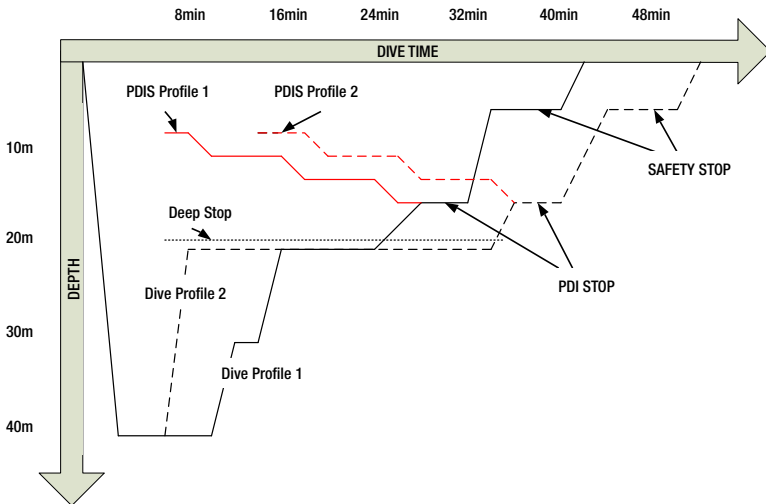 8min 16min 24min 32min 40min 48min
DIVE TIME
PDIS Profile 1
PDIS Profile 2
10m
SAFETY STOP
Deep Stop
20m
DEPTH
PDI STOP
Dive Profile 2
30m
Dive Profile 1
40m